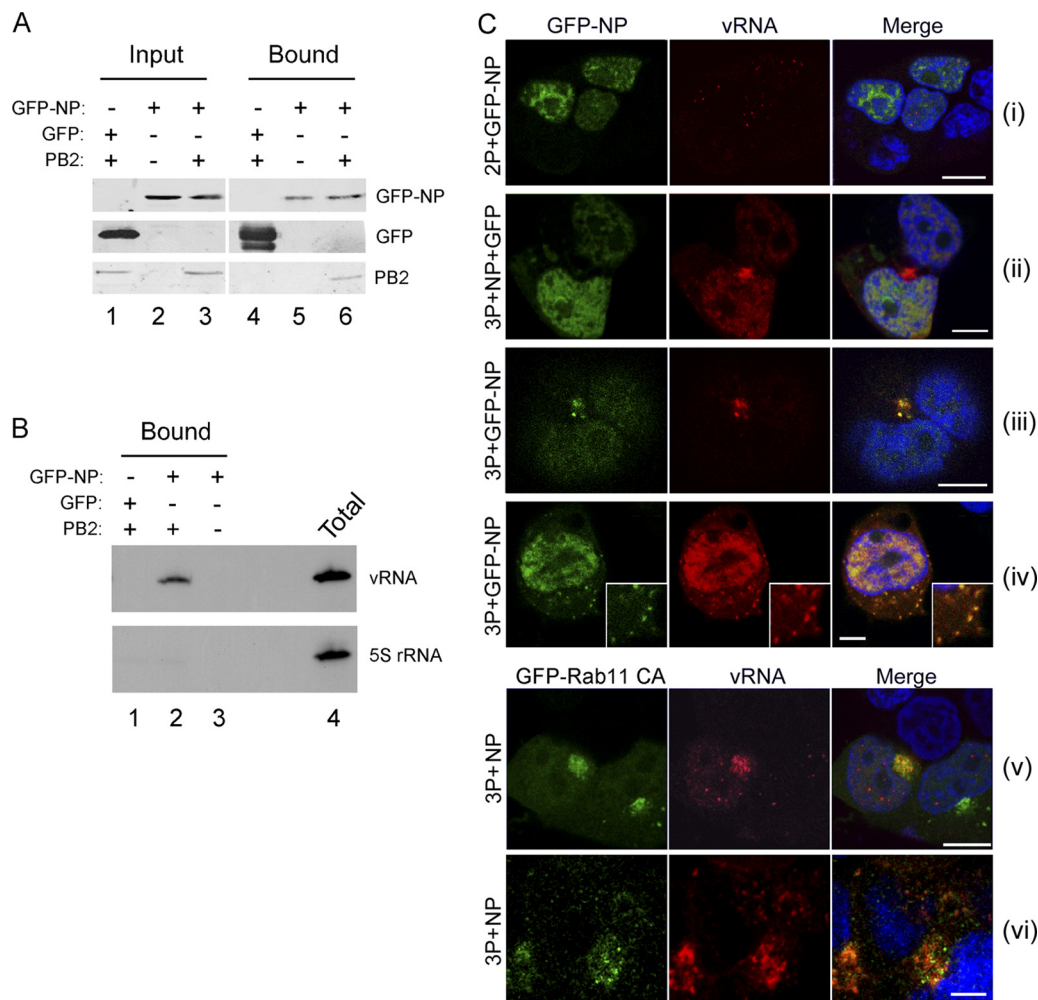 A
Input Bound
GFP-NP: - + + - + +
GFP: + - - + - -
PB2: + - + + - +
GFP-NP
GFP
PB2
1 2 3 4 5 6
B
Bound
GFP-NP: - + +
GFP: + - -
PB2: + + -
Total
vRNA
5S rRNA
1 2 3 4
C
GFP-NP vRNA Merge
2P+GFP-NP (i)
3P+NP+GFP (ii)
3P+GFP-NP (iii)
3P+GFP-NP (iv)
GFP-Rab11 CA vRNA Merge
3P+NP (v)
3P+NP (vi)